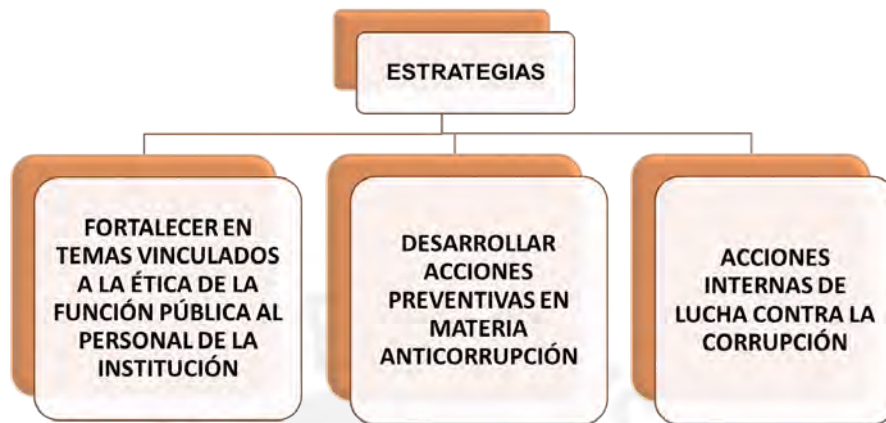 ESTRATEGIAS
FORTALECER EN
TEMAS VINCULADOS
A LA ÉTICA DE LA
FUNCIÓN PÚBLICA AL
PERSONAL DE LA
INSTITUCIÓN
DESARROLLAR
ACCIONES
PREVENTIVAS EN
MATERIA
ANTICORRUPCIÓN
ACCIONES
INTERNAS DE
LUCHA CONTRA LA
CORRUPCIÓN